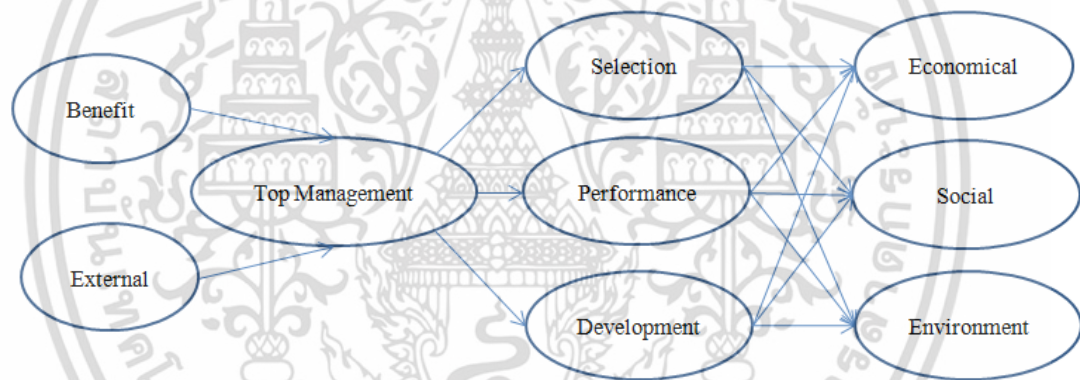 Benefit
External
Top Management
Selection
Performance
Development
Economical
Social
Environment